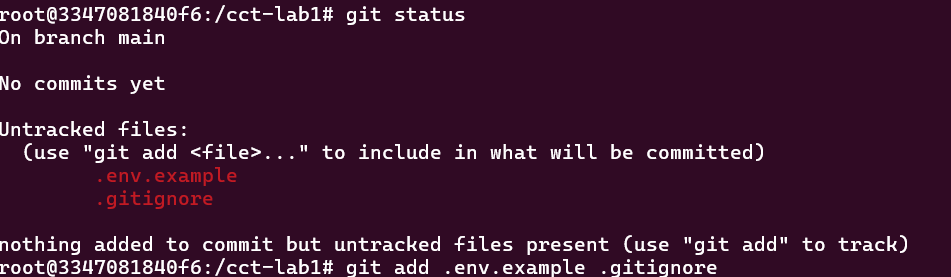 root@3347081840f6:/cct-lab1# git status
On branch main
No commits yet
Untracked files:
(use "git add <file>..." to include in what will be committed)
.env.example
.gitignore
nothing added to commit but untracked files present (use "git add" to track)
root@3347081840f6:/cct-lab1# git add .env.example .gitignore